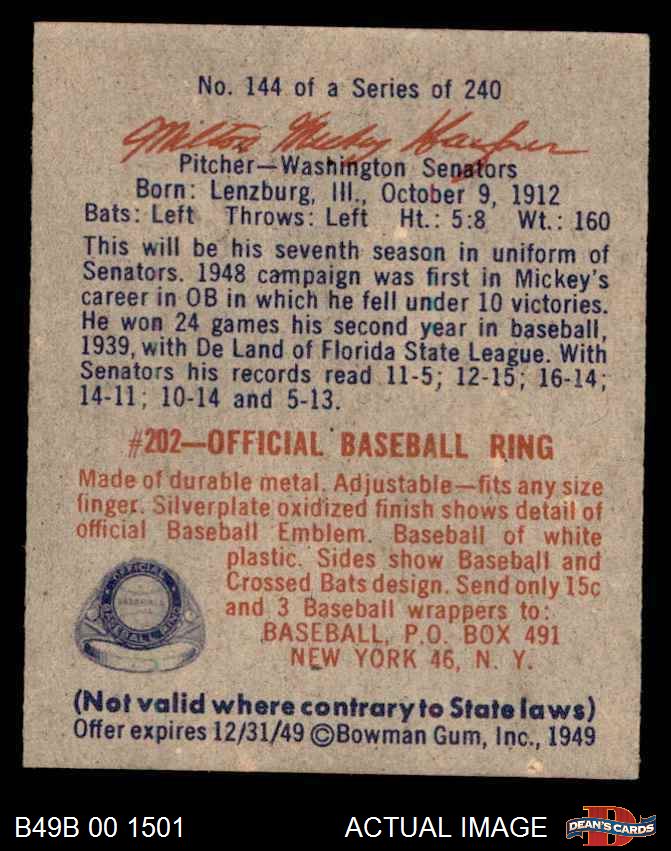 No. 144 of a Series of 240
Milton Micky Haefner
Pitcher—Washington Senators
Born: Lenzburg, Ill., October 9, 1912
Bats: Left Throws: Left Ht.: 5:8 Wt.: 160
This will be his seventh season in uniform of
Senators. 1948 campaign was first in Mickey's
career in OB in which he fell under 10 victories.
He won 24 games his second year in baseball,
1939, with De Land of Florida State League. With
Senators his records read 11-5; 12-15; 16-14;
14-11; 10-14 and 5-13.
#202—OFFICIAL BASEBALL RING
Made of durable metal. Adjustable—fits any size
finger. Silverplate oxidized finish shows detail of
official Baseball Emblem. Baseball of white
plastic. Sides show Baseball and
Crossed Bats design. Send only 15c
and 3 Baseball wrappers to:
BASEBALL, P.O. BOX 491
NEW YORK 46, N. Y.
OFFICIAL
BASEBALL RING
(Not valid where contrary to State laws)
Offer expires 12/31/49 ©Bowman Gum, Inc., 1949
B49B 00 1501
ACTUAL IMAGE
D
DEAN'S CARDS